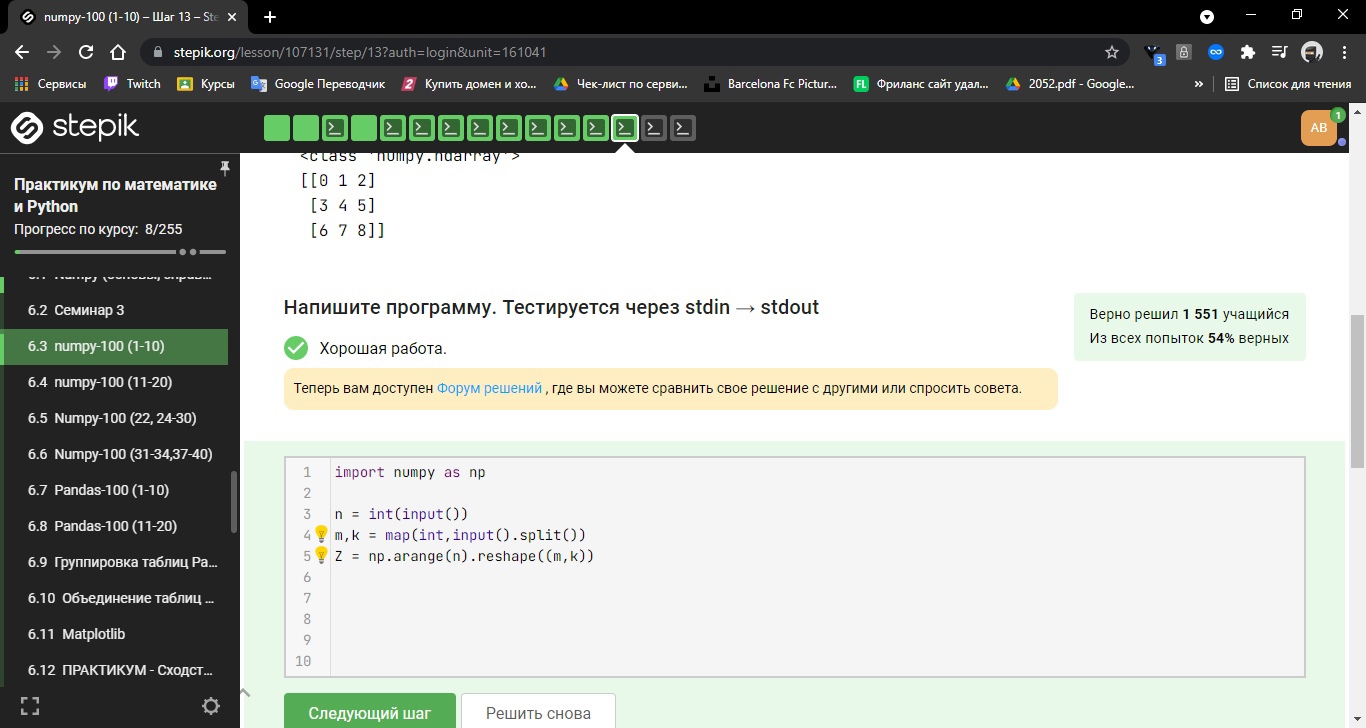 numpy-100 (1-10) – Шаг 13 – Ste
stepik.org/lesson/107131/step/13?auth=login&unit=161041
3
Сервисы
Twitch
Курсы
Google Переводчик
Купить домен и хо...
Чек-лист по серви...
Barcelona Fc Pictur...
FL
Фриланс сайт удал...
2052.pdf - Google...
»
Список для чтения
stepik
AB
1
Практикум по математике
и Python
Прогресс по курсу: 8/255
6.2 Семинар 3
6.3 numpy-100 (1-10)
6.4 numpy-100 (11-20)
6.5 Numpy-100 (22, 24-30)
6.6 Numpy-100 (31-34,37-40)
6.7 Pandas-100 (1-10)
6.8 Pandas-100 (11-20)
6.9 Группировка таблиц Pa...
6.10 Объединение таблиц ...
6.11 Matplotlib
6.12 ПРАКТИКУМ - Сходст...
<class 'numpy.ndarray'>
[[0 1 2]
[3 4 5]
[6 7 8]]
Напишите программу. Тестируется через stdin → stdout
Верно решил 1 551 учащийся
Из всех попыток 54% верных
Хорошая работа.
Теперь вам доступен Форум решений , где вы можете сравнить свое решение с другими или спросить совета.
1 import numpy as np
2
3 n = int(input())
4 m,k = map(int,input().split())
5 Z = np.arange(n).reshape((m,k))
6
7
8
9
10
Следующий шаг
Решить снова